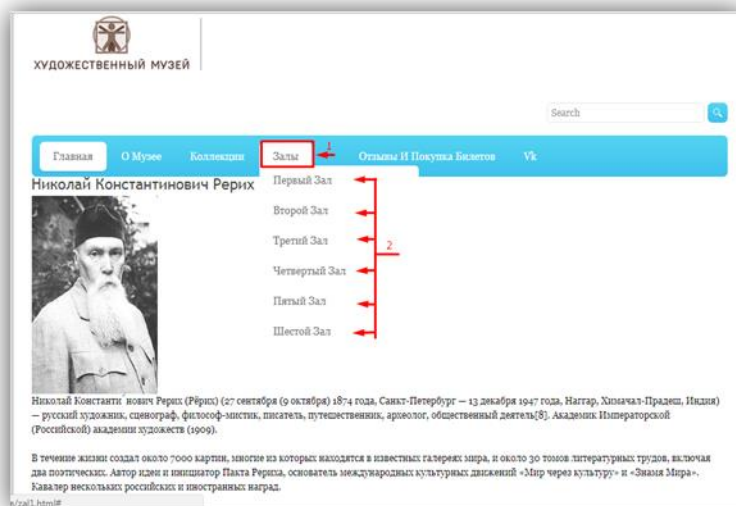 ХУДОЖЕСТВЕННЫЙ МУЗЕЙ
Search
Главная О Музее Коллекции Залы 1 Отзывы И Покупка Билетов Vk
Николай Константинович Рерих
Первый Зал
Второй Зал
Третий Зал
2
Четвертый Зал
Пятый Зал
Шестой Зал
Николай Константи нович Рерих (Рёрих) (27 сентября (9 октября) 1874 года, Санкт-Петербург — 13 декабря 1947 года, Наггар, Химачал-Прадеш, Индия)
— русский художник, сценограф, философ-мистик, писатель, путешественник, археолог, общественный деятель[8]. Академик Императорской
(Российской) академии художеств (1909).
В течение жизни создал около 7000 картин, многие из которых находятся в известных галереях мира, и около 30 томов литературных трудов, включая
два поэтических. Автор идеи и инициатор Пакта Рериха, основатель международных культурных движений «Мир через культуру» и «Знамя Мира».
Кавалер нескольких российских и иностранных наград.
s/zal1.html#